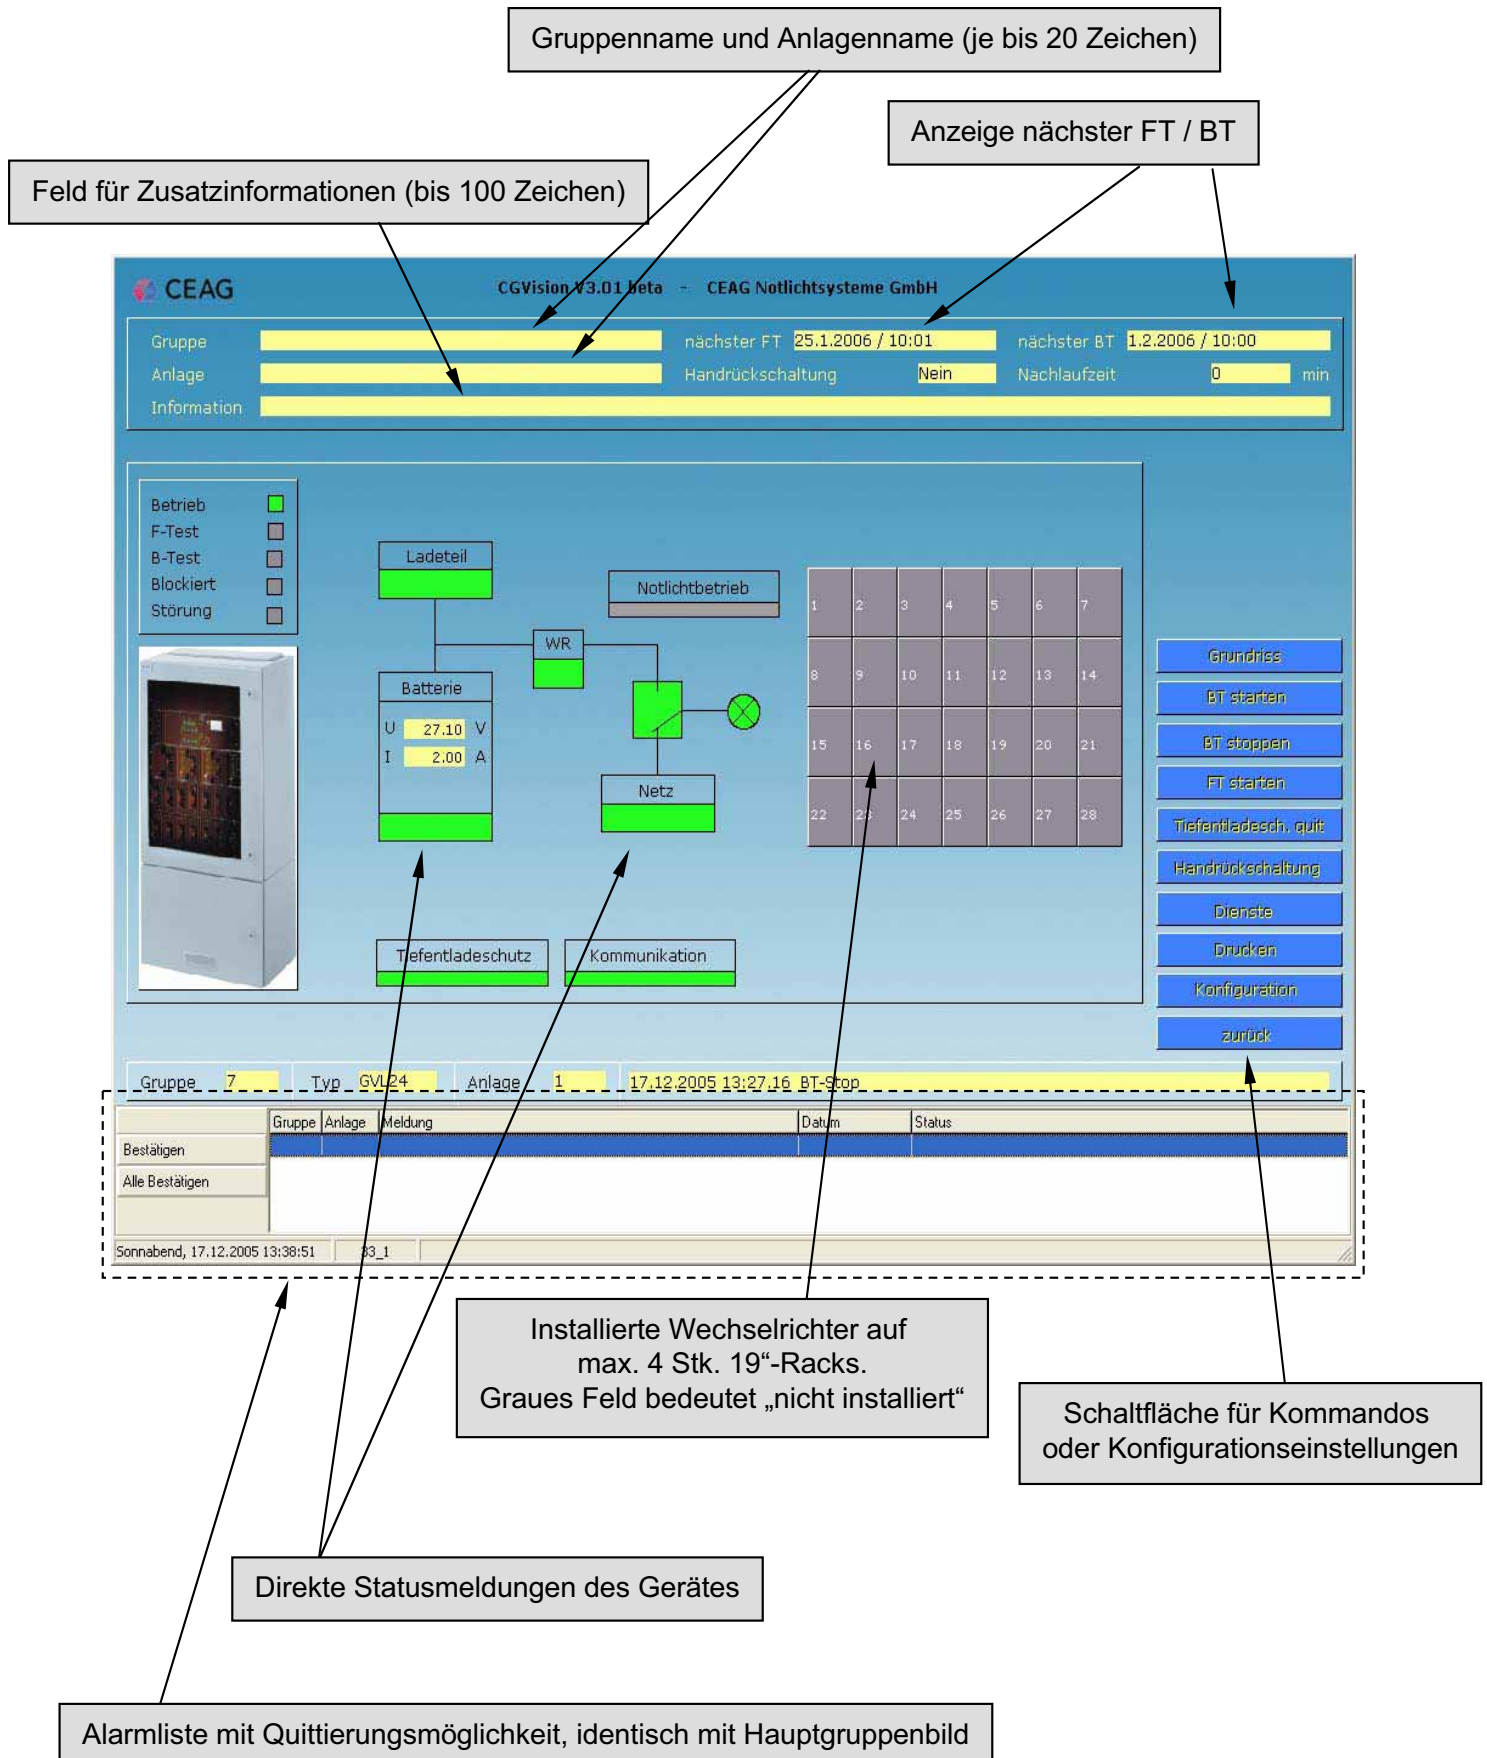 Gruppenname und Anlagenname (je bis 20 Zeichen)
Anzeige nächster FT / BT
Feld für Zusatzinformationen (bis 100 Zeichen)
CEAG
CGVision V3.01 beta - CEAG Notlichtsysteme GmbH
Gruppe
nächster FT 25.1.2006 / 10:01
nächster BT 1.2.2006 / 10:00
Anlage
Handrückschaltung Nein
Nachlaufzeit 0 min
Information
Betrieb
F-Test
B-Test
Blockiert
Störung
Ladeteil
Notlichtbetrieb
WR
Batterie
U 27.10 V
I 2.00 A
Netz
1 2 3 4 5 6 7
8 9 10 11 12 13 14
15 16 17 18 19 20 21
22 23 24 25 26 27 28
Tiefentladeschutz
Kommunikation
Grundriss
BT starten
BT stoppen
FT starten
Tiefentladesch. quit
Handrückschaltung
Dienste
Drucken
Konfiguration
zurück
Gruppe 7 Typ GVL24 Anlage 1 17.12.2005 13:27.16 BT-Stop
Gruppe Anlage Meldung Datum Status
Bestätigen
Alle Bestätigen
Sonnabend, 17.12.2005 13:38:51 33_1
Installierte Wechselrichter auf
max. 4 Stk. 19“-Racks.
Graues Feld bedeutet „nicht installiert“
Schaltfläche für Kommandos
oder Konfigurationseinstellungen
Direkte Statusmeldungen des Gerätes
Alarmliste mit Quittierungsmöglichkeit, identisch mit Hauptgruppenbild